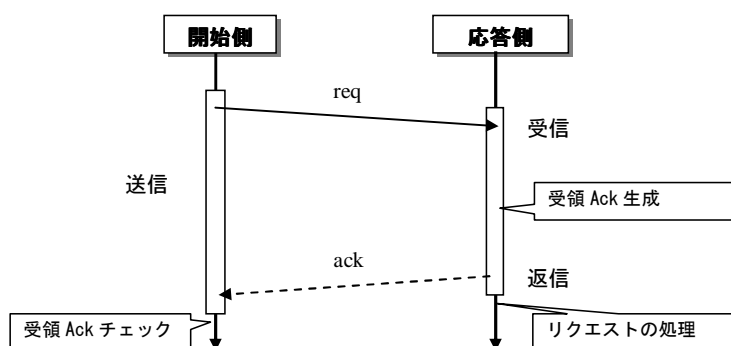 開始側
応答側
req
受信
送信
受領 Ack 生成
ack
返信
受領 Ack チェック
リクエストの処理